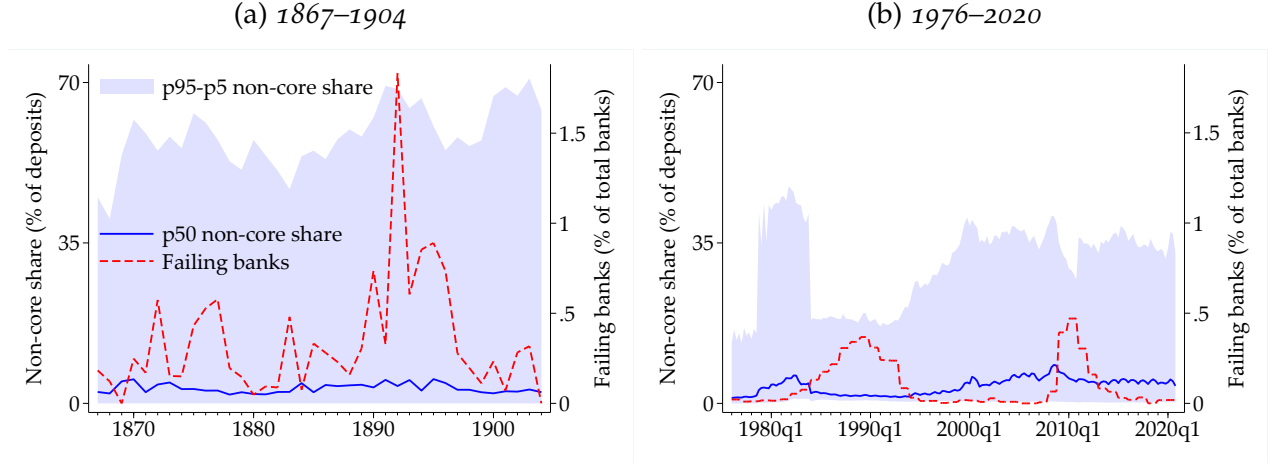 (a) 1867–1904
Non-core share (% of deposits)
70
35
0
p95-p5 non-core share
p50 non-core share
Failing banks
1.5
1
.5
0
Failing banks (% of total banks)
1870 1880 1890 1900
(b) 1976–2020
Non-core share (% of deposits)
70
35
0
1.5
1
.5
0
Failing banks (% of total banks)
1980q1 1990q1 2000q1 2010q1 2020q1